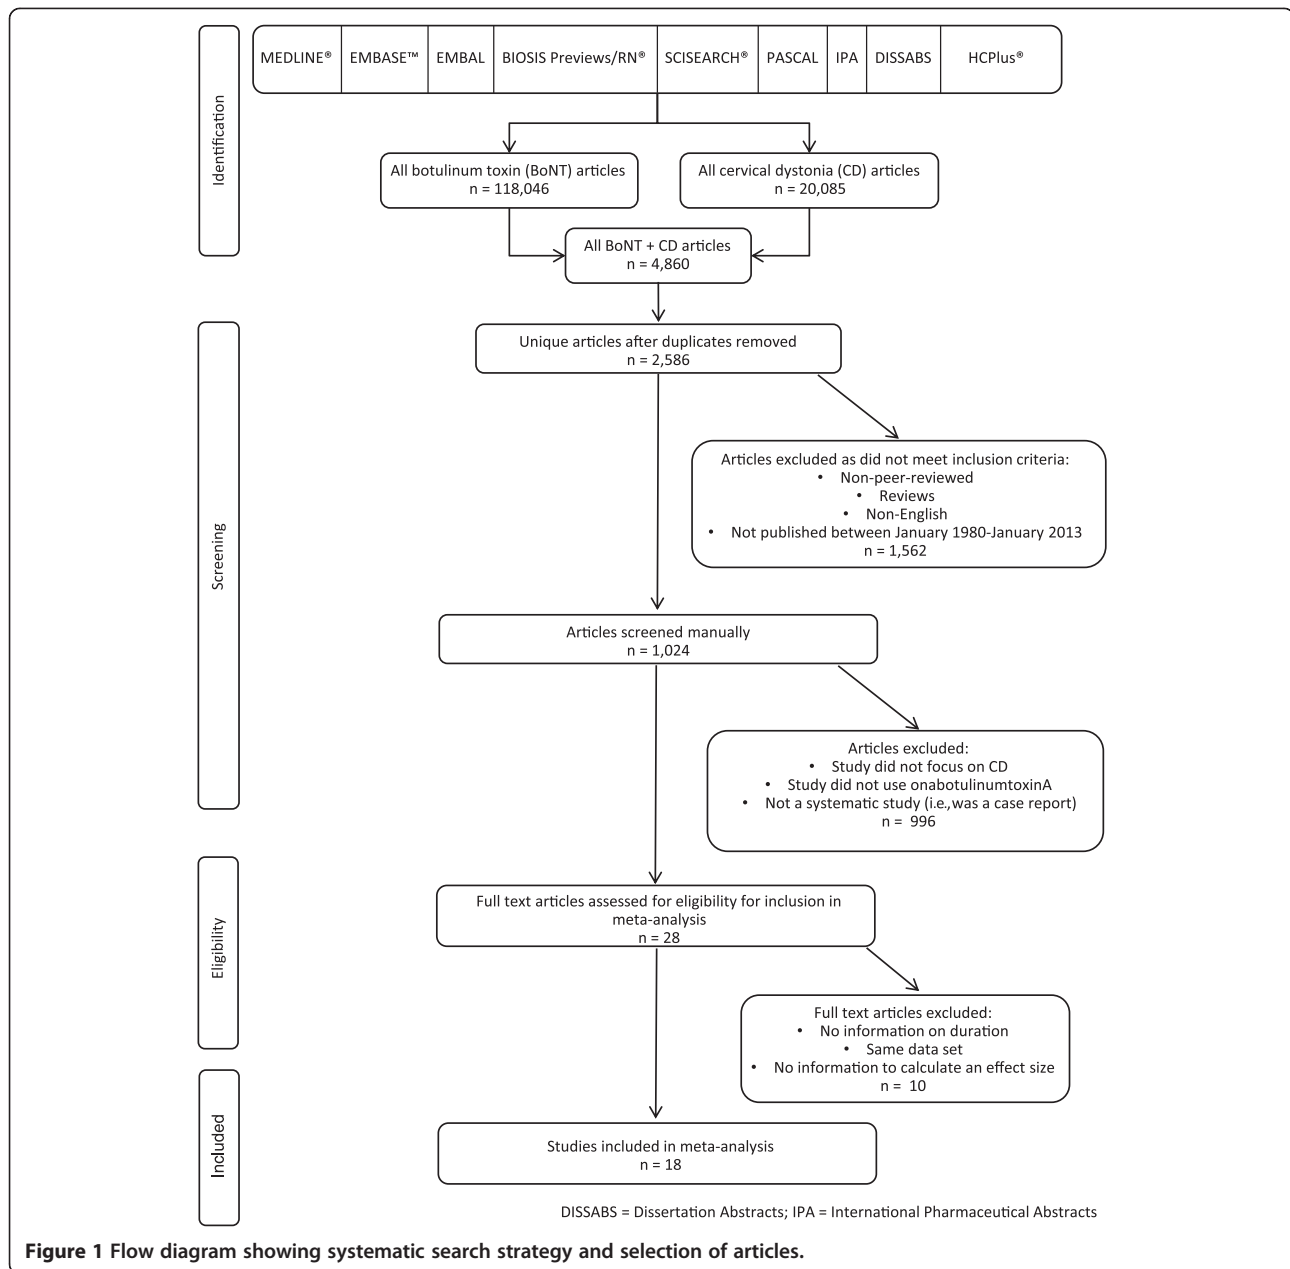 Identification
MEDLINE® EMBASE™ EMBAL BIOSIS Previews/RN® SCISEARCH® PASCAL IPA DISSABS HCPlus®
All botulinum toxin (BoNT) articles
n = 118,046
All cervical dystonia (CD) articles
n = 20,085
All BoNT + CD articles
n = 4,860
Screening
Unique articles after duplicates removed
n = 2,586
Articles excluded as did not meet inclusion criteria:
• Non-peer-reviewed
• Reviews
• Non-English
• Not published between January 1980-January 2013
n = 1,562
Articles screened manually
n = 1,024
Articles excluded:
• Study did not focus on CD
• Study did not use onabotulinumtoxinA
• Not a systematic study (i.e.,was a case report)
n = 996
Eligibility
Full text articles assessed for eligibility for inclusion in
meta-analysis
n = 28
Full text articles excluded:
• No information on duration
• Same data set
• No information to calculate an effect size
n = 10
Included
Studies included in meta-analysis
n = 18
DISSABS = Dissertation Abstracts; IPA = International Pharmaceutical Abstracts
Figure 1 Flow diagram showing systematic search strategy and selection of articles.